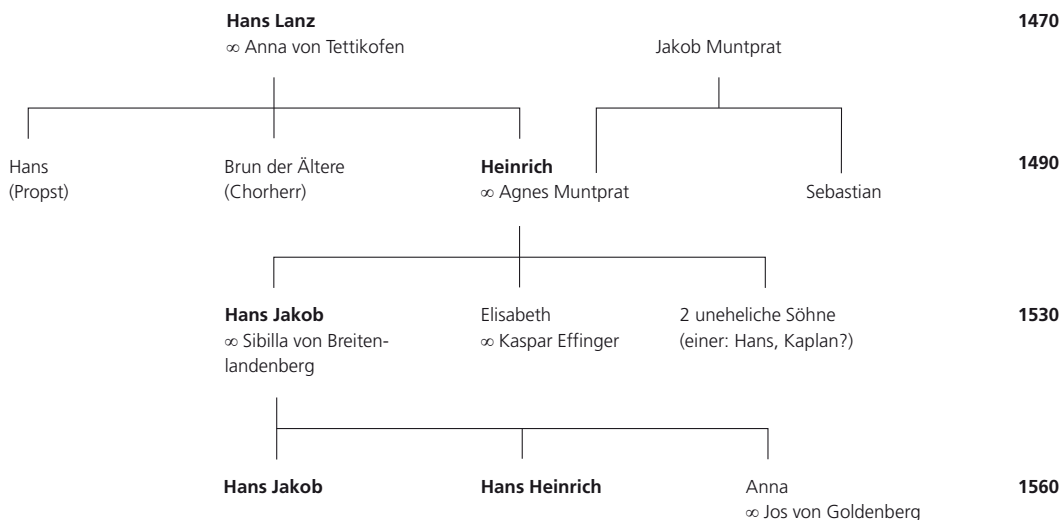 Hans Lanz
∞ Anna von Tettikofen
Jakob Muntprat
1470
Hans
(Propst)
Brun der Ältere
(Chorherr)
Heinrich
∞ Agnes Muntprat
Sebastian
1490
Hans Jakob
∞ Sibilla von Breiten-
landenberg
Elisabeth
∞ Kaspar Effinger
2 uneheliche Söhne
(einer: Hans, Kaplan?)
1530
Hans Jakob
Hans Heinrich
Anna
∞ Jos von Goldenberg
1560